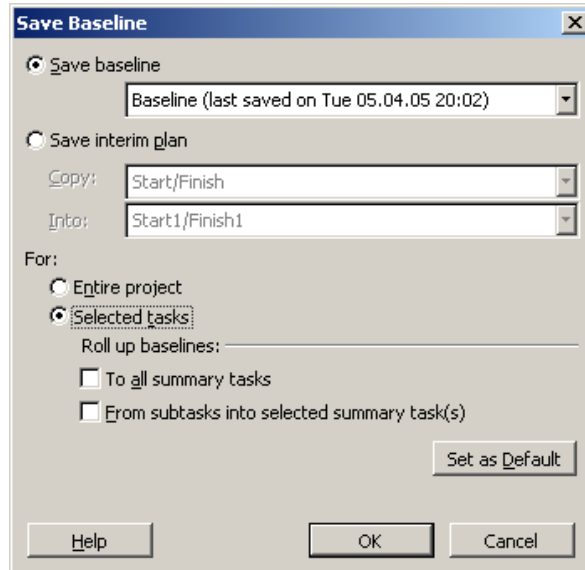 Save Baseline
Save baseline
Baseline (last saved on Tue 05.04.05 20:02)
Save interim plan
Copy: Start/Finish
Into: Start1/Finish1
For:
Entire project
Selected tasks
Roll up baselines:
To all summary tasks
From subtasks into selected summary task(s)
Set as Default
Help OK Cancel